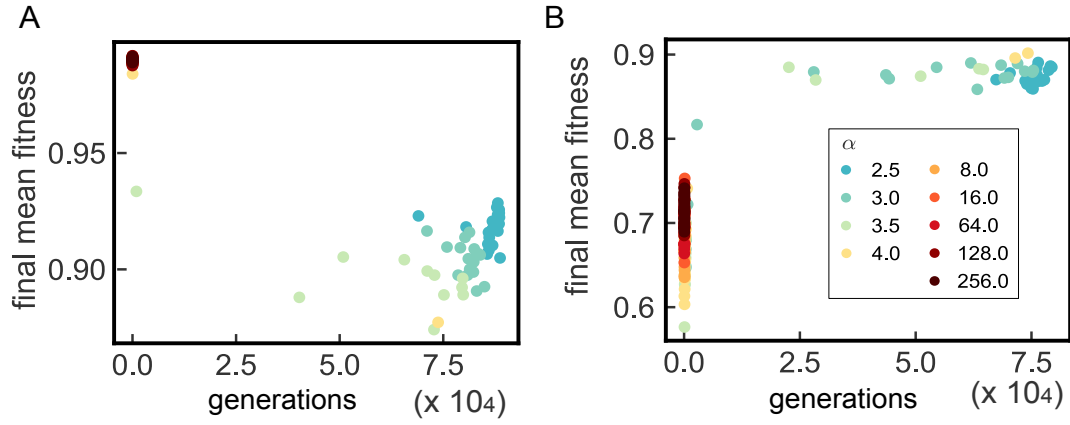 A
final mean fitness
0.95
0.90
0.0 2.5 5.0 7.5
generations (x 104)
B
final mean fitness
0.9
0.8
0.7
0.6
α
2.5 8.0
3.0 16.0
3.5 64.0
4.0 128.0
256.0
0.0 2.5 5.0 7.5
generations (x 104)